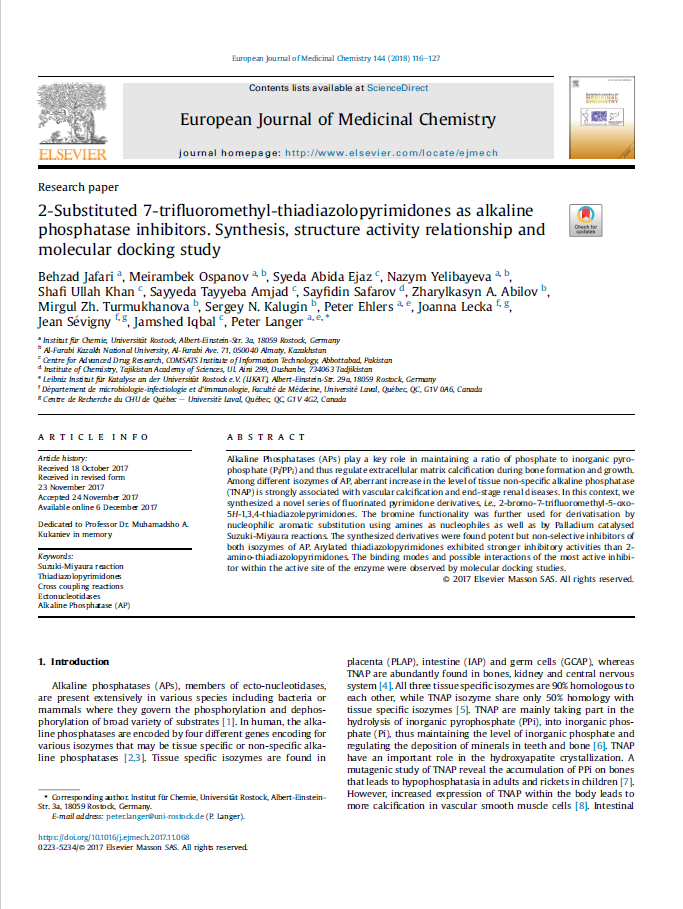 European Journal of Medicinal Chemistry 144 (2018) 116–127
Contents lists available at ScienceDirect
European Journal of Medicinal Chemistry
journal homepage: http://www.elsevier.com/locate/ejmech
ELSEVIER
Research paper
2-Substituted 7-trifluoromethyl-thiadiazolopyrimidones as alkaline
phosphatase inhibitors. Synthesis, structure activity relationship and
molecular docking study
Check for
updates
Behzad Jafari a, Meirambek Ospanov a, b, Syeda Abida Ejaz c, Nazym Yelibayeva a, b,
Shafi Ullah Khan c, Sayyeda Tayyeba Amjad c, Sayfidin Safarov d, Zharylkasyn A. Abilov b,
Mirgul Zh. Turmukhanova b, Sergey N. Kalugin b, Peter Ehlers a, e, Joanna Lecka f, g,
Jean Sévigny f, g, Jamshed Iqbal c, Peter Langer a, e, *
a Institut für Chemie, Universität Rostock, Albert-Einstein-Str. 3a, 18059 Rostock, Germany
b Al-Farabi Kazakh National University, Al-Farabi Ave. 71, 050040 Almaty, Kazakhstan
c Centre for Advanced Drug Research, COMSATS Institute of Information Technology, Abbottabad, Pakistan
d Institute of Chemistry, Tajikistan Academy of Sciences, Ul. Aini 299, Dushanbe, 734063 Tadjikistan
e Leibniz Institut für Katalyse an der Universität Rostock e.V. (LIKAT), Albert-Einstein-Str. 29a, 18059 Rostock, Germany
f Département de microbiologie-infectiologie et d'immunologie, Faculté de Médecine, Université Laval, Québec, QC, G1V 0A6, Canada
g Centre de Recherche du CHU de Québec – Université Laval, Québec, QC, G1V 4G2, Canada
ARTICLE INFO
Article history:
Received 18 October 2017
Received in revised form
23 November 2017
Accepted 24 November 2017
Available online 6 December 2017
Dedicated to Professor Dr. Muhamadsho A.
Kukaniev in memory
Keywords:
Suzuki-Miyaura reaction
Thiadiazolopyrimidones
Cross coupling reactions
Ectonucleotidases
Alkaline Phosphatase (AP)
ABSTRACT
Alkaline Phosphatases (APs) play a key role in maintaining a ratio of phosphate to inorganic pyro-
phosphate (Pi/PPi) and thus regulate extracellular matrix calcification during bone formation and growth.
Among different isozymes of AP, aberrant increase in the level of tissue non-specific alkaline phosphatase
(TNAP) is strongly associated with vascular calcification and end-stage renal diseases. In this context, we
synthesized a novel series of fluorinated pyrimidone derivatives, i.e., 2-bromo-7-trifluoromethyl-5-oxo-
5H-1,3,4-thiadiazolepyrimidones. The bromine functionality was further used for derivatisation by
nucleophilic aromatic substitution using amines as nucleophiles as well as by Palladium catalysed
Suzuki-Miyaura reactions. The synthesized derivatives were found potent but non-selective inhibitors of
both isozymes of AP. Arylated thiadiazolopyrimidones exhibited stronger inhibitory activities than 2-
amino-thiadiazolopyrimidones. The binding modes and possible interactions of the most active inhibi-
tor within the active site of the enzyme were observed by molecular docking studies.
© 2017 Elsevier Masson SAS. All rights reserved.
1. Introduction
Alkaline phosphatases (APs), members of ecto-nucleotidases,
are present extensively in various species including bacteria or
mammals where they govern the phosphorylation and dephos-
phorylation of broad variety of substrates [1]. In human, the alka-
line phosphatases are encoded by four different genes encoding for
various isozymes that may be tissue specific or non-specific alka-
line phosphatases [2,3]. Tissue specific isozymes are found in
* Corresponding author. Institut für Chemie, Universität Rostock, Albert-Einstein-
Str. 3a, 18059 Rostock, Germany.
E-mail address: peter.langer@uni-rostock.de (P. Langer).
placenta (PLAP), intestine (IAP) and germ cells (GCAP), whereas
TNAP are abundantly found in bones, kidney and central nervous
system [4]. All three tissue specific isozymes are 90% homologous to
each other, while TNAP isozyme share only 50% homology with
tissue specific isozymes [5]. TNAP are mainly taking part in the
hydrolysis of inorganic pyrophosphate (PPi), into inorganic phos-
phate (Pi), thus maintaining the level of inorganic phosphate and
regulating the deposition of minerals in teeth and bone [6]. TNAP
have an important role in the hydroxyapatite crystallization. A
mutagenic study of TNAP reveal the accumulation of PPi on bones
that leads to hypophosphatasia in adults and rickets in children [7].
However, increased expression of TNAP within the body leads to
more calcification in vascular smooth muscle cells [8]. Intestinal
https://doi.org/10.1016/j.ejmech.2017.11.068
0223-5234/© 2017 Elsevier Masson SAS. All rights reserved.